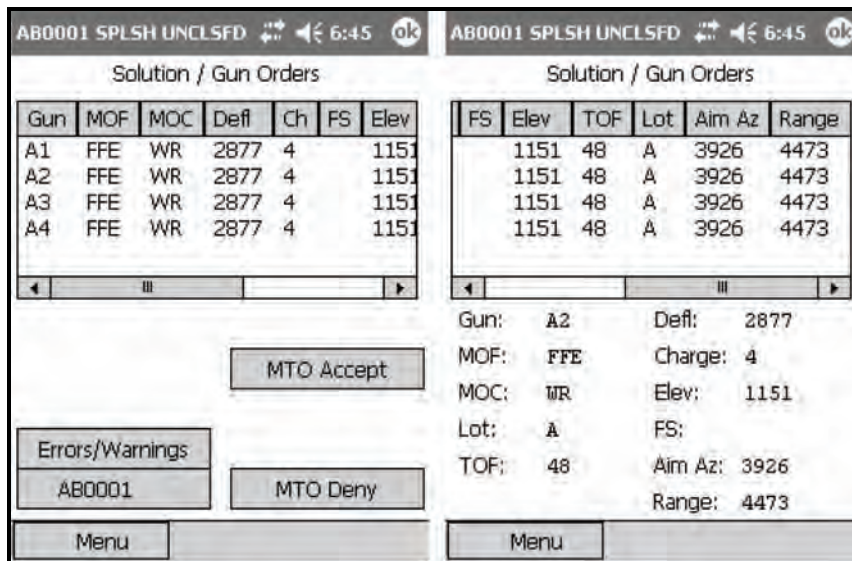 AB0001 SPLSH UNCLSFD 6:45 ok
Solution / Gun Orders
Gun MOF MOC Defl Ch FS Elev
A1 FFE WR 2877 4 1151
A2 FFE WR 2877 4 1151
A3 FFE WR 2877 4 1151
A4 FFE WR 2877 4 1151
MTO Accept
Errors/Warnings
AB0001 MTO Deny
Menu
AB0001 SPLSH UNCLSFD 6:45 ok
Solution / Gun Orders
FS Elev TOF Lot Aim Az Range
1151 48 A 3926 4473
1151 48 A 3926 4473
1151 48 A 3926 4473
1151 48 A 3926 4473
Gun: A2 Defl: 2877
MOF: FFE Charge: 4
MOC: WR Elev: 1151
Lot: A FS:
TOF: 48 Aim Az: 3926
Range: 4473
Menu